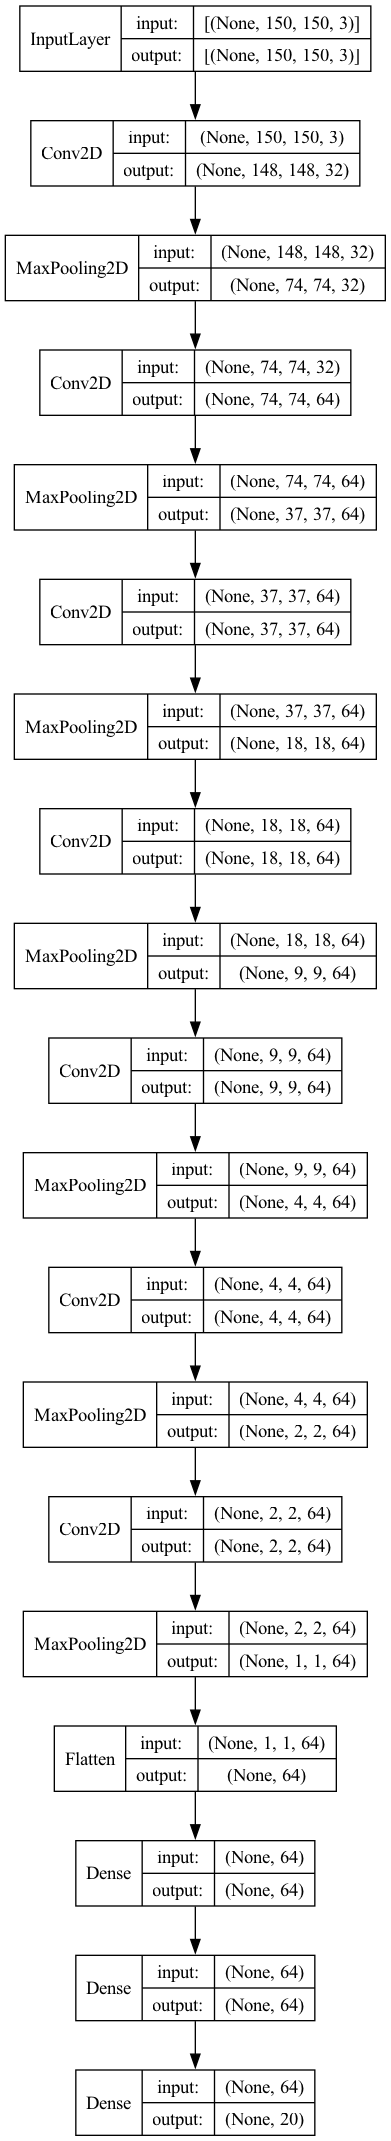 InputLayer
input: [(None, 150, 150, 3)]
output: [(None, 150, 150, 3)]
Conv2D
input: (None, 150, 150, 3)
output: (None, 148, 148, 32)
MaxPooling2D
input: (None, 148, 148, 32)
output: (None, 74, 74, 32)
Conv2D
input: (None, 74, 74, 32)
output: (None, 74, 74, 64)
MaxPooling2D
input: (None, 74, 74, 64)
output: (None, 37, 37, 64)
Conv2D
input: (None, 37, 37, 64)
output: (None, 37, 37, 64)
MaxPooling2D
input: (None, 37, 37, 64)
output: (None, 18, 18, 64)
Conv2D
input: (None, 18, 18, 64)
output: (None, 18, 18, 64)
MaxPooling2D
input: (None, 18, 18, 64)
output: (None, 9, 9, 64)
Conv2D
input: (None, 9, 9, 64)
output: (None, 9, 9, 64)
MaxPooling2D
input: (None, 9, 9, 64)
output: (None, 4, 4, 64)
Conv2D
input: (None, 4, 4, 64)
output: (None, 4, 4, 64)
MaxPooling2D
input: (None, 4, 4, 64)
output: (None, 2, 2, 64)
Conv2D
input: (None, 2, 2, 64)
output: (None, 2, 2, 64)
MaxPooling2D
input: (None, 2, 2, 64)
output: (None, 1, 1, 64)
Flatten
input: (None, 1, 1, 64)
output: (None, 64)
Dense
input: (None, 64)
output: (None, 64)
Dense
input: (None, 64)
output: (None, 64)
Dense
input: (None, 64)
output: (None, 20)